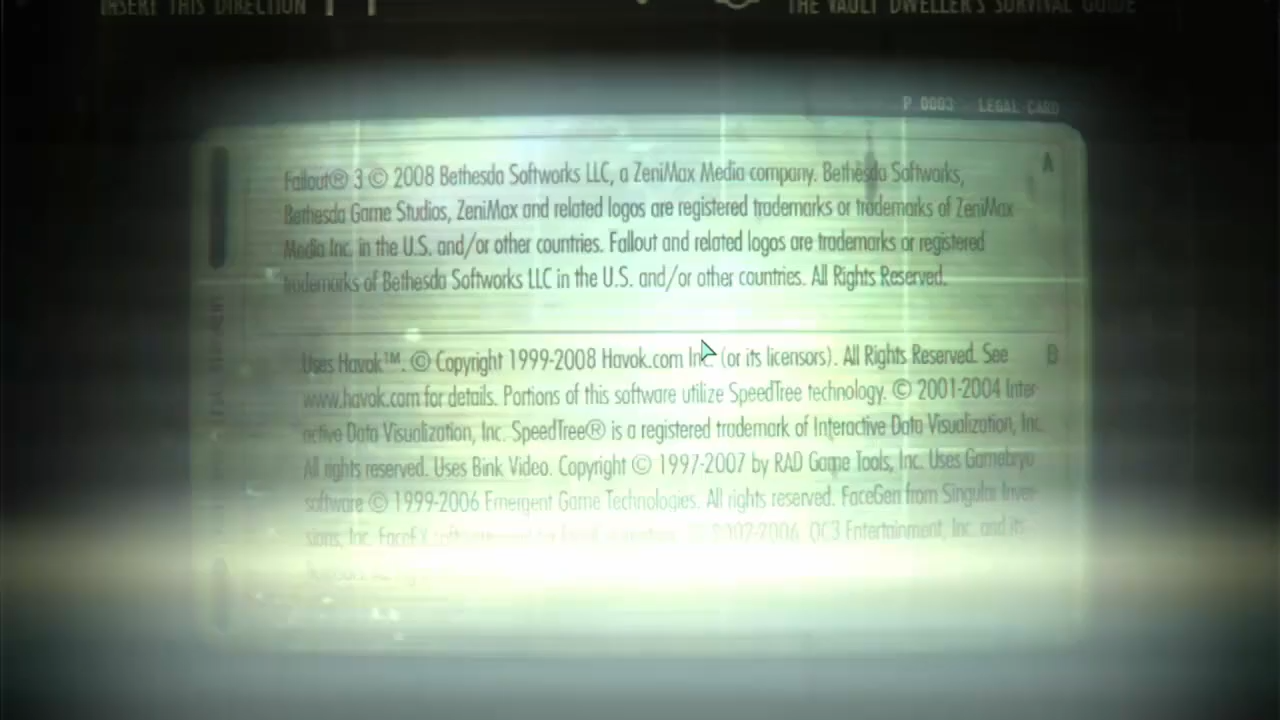 INSERT THIS DIRECTION
THE VAULT DWELLER'S SURVIVAL GUIDE
P 0003 LEGAL CARD
A
Fallout® 3 © 2008 Bethesda Softworks LLC, a ZeniMax Media company. Bethesda Softworks,
Bethesda Game Studios, ZeniMax and related logos are registered trademarks or trademarks of ZeniMax
Media Inc. in the U.S. and/or other countries. Fallout and related logos are trademarks or registered
trademarks of Bethesda Softworks LLC in the U.S. and/or other countries. All Rights Reserved.
B
Uses Havok™. © Copyright 1999-2008 Havok.com Inc. (or its licensors). All Rights Reserved. See
www.havok.com for details. Portions of this software utilize SpeedTree technology. © 2001-2004 Inter-
active Data Visualization, Inc. SpeedTree® is a registered trademark of Interactive Data Visualization, Inc.
All rights reserved. Uses Bink Video. Copyright © 1997-2007 by RAD Game Tools, Inc. Uses Gamebryo
software © 1999-2006 Emergent Game Technologies. All rights reserved. FaceGen from Singular Inver-
sions, Inc. FaceFX software 2002-2006, OC3 Entertainment, Inc. and its